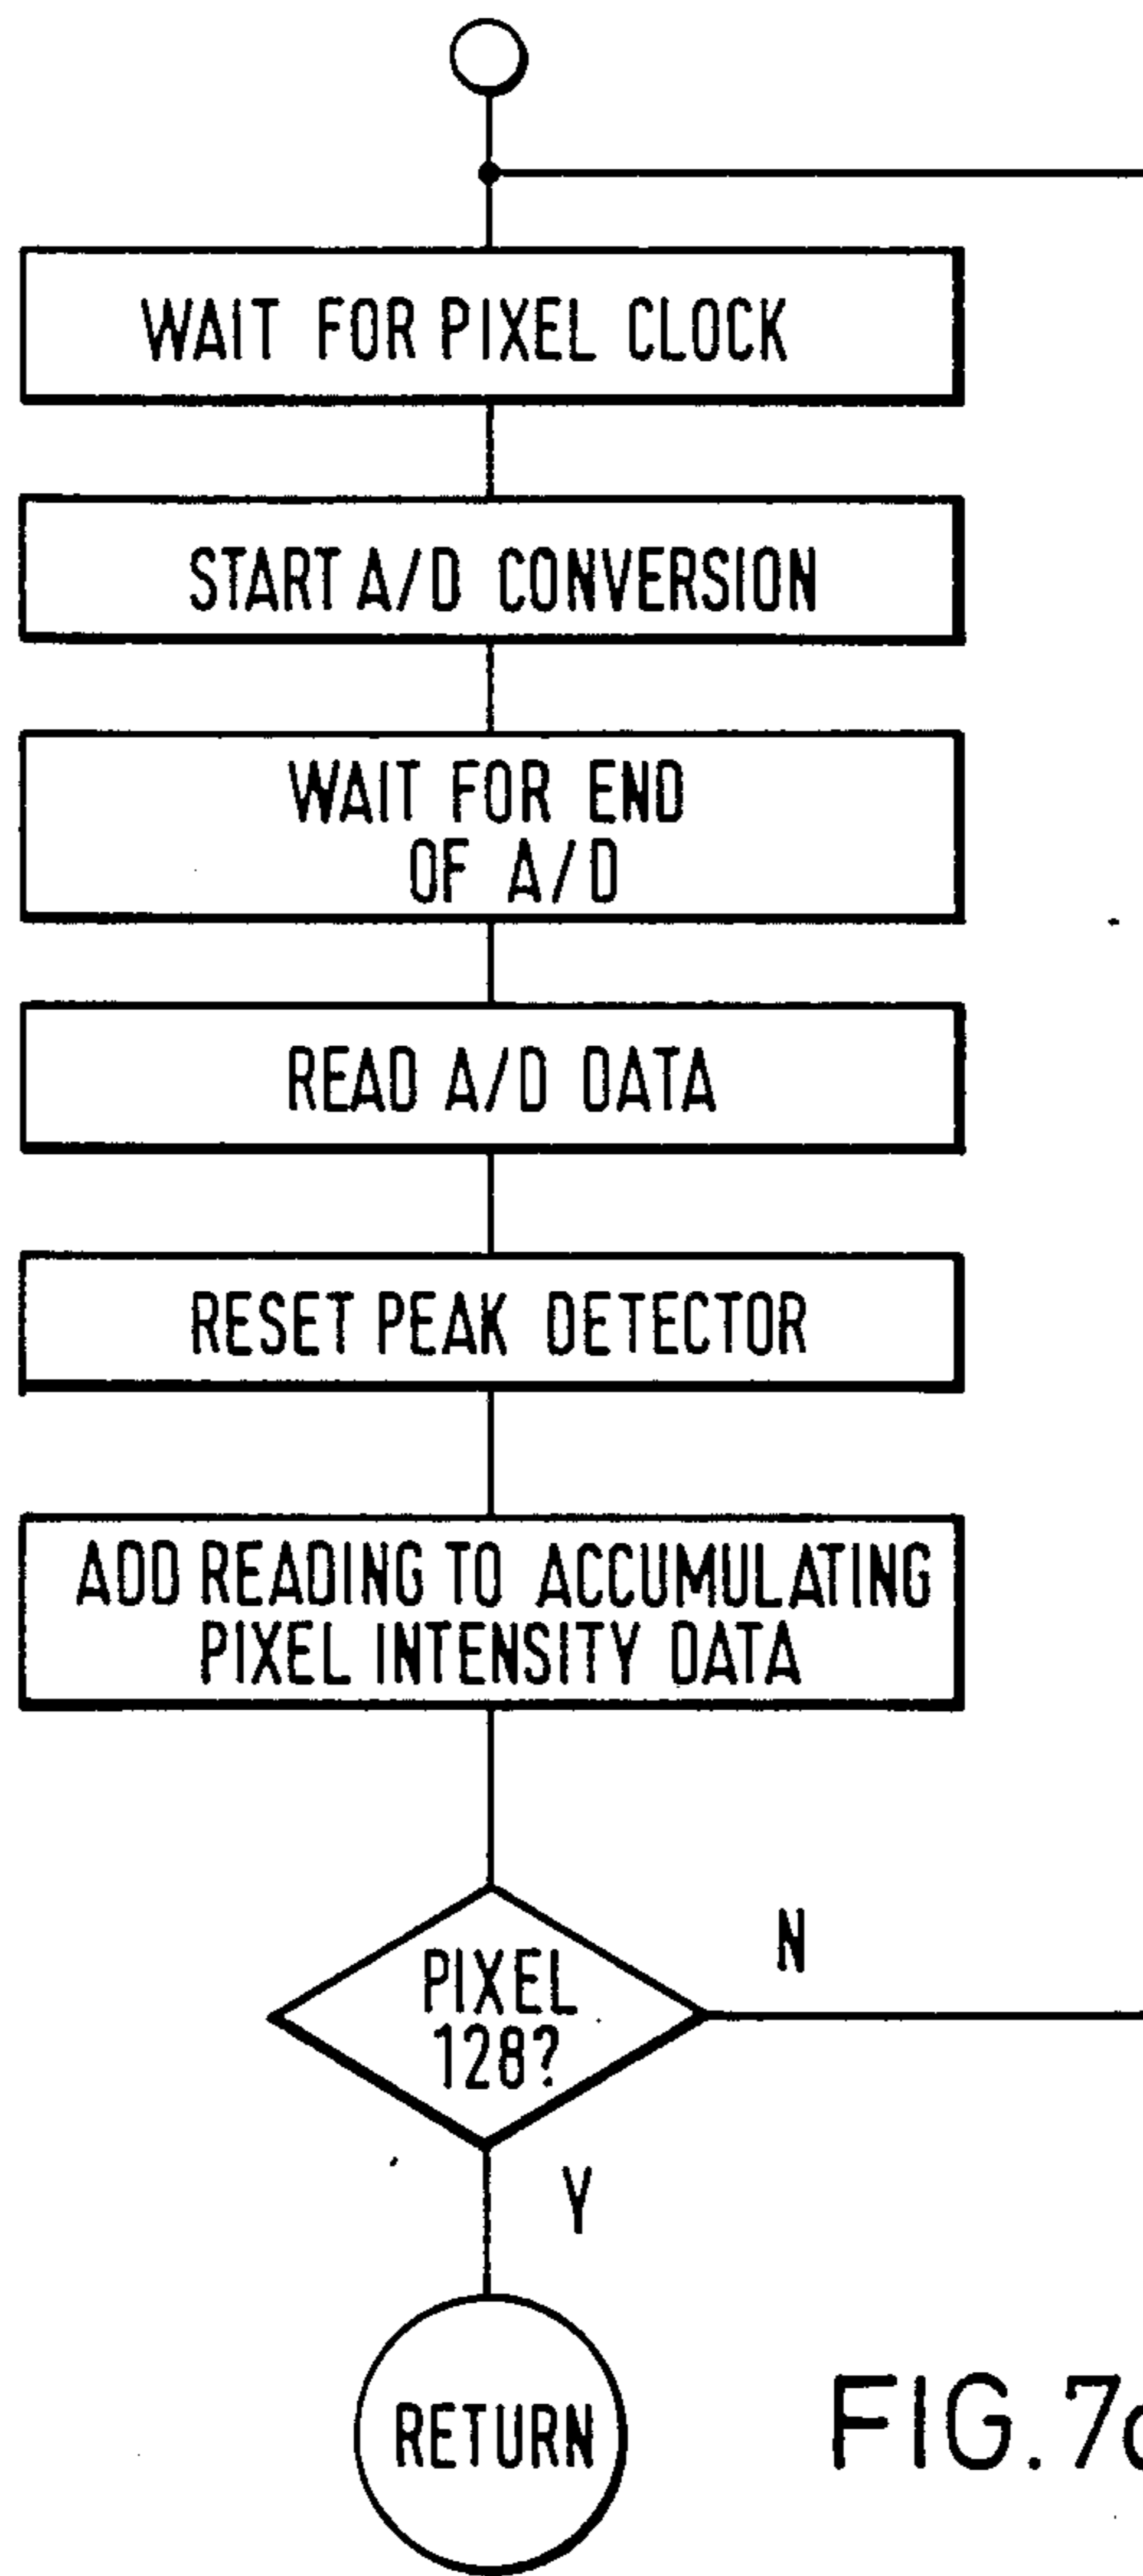 WAIT FOR PIXEL CLOCK
START A/D CONVERSION
WAIT FOR END
OF A/D
READ A/D DATA
RESET PEAK DETECTOR
ADD READING TO ACCUMULATING
PIXEL INTENSITY DATA
PIXEL
128?
N
Y
RETURN
FIG.